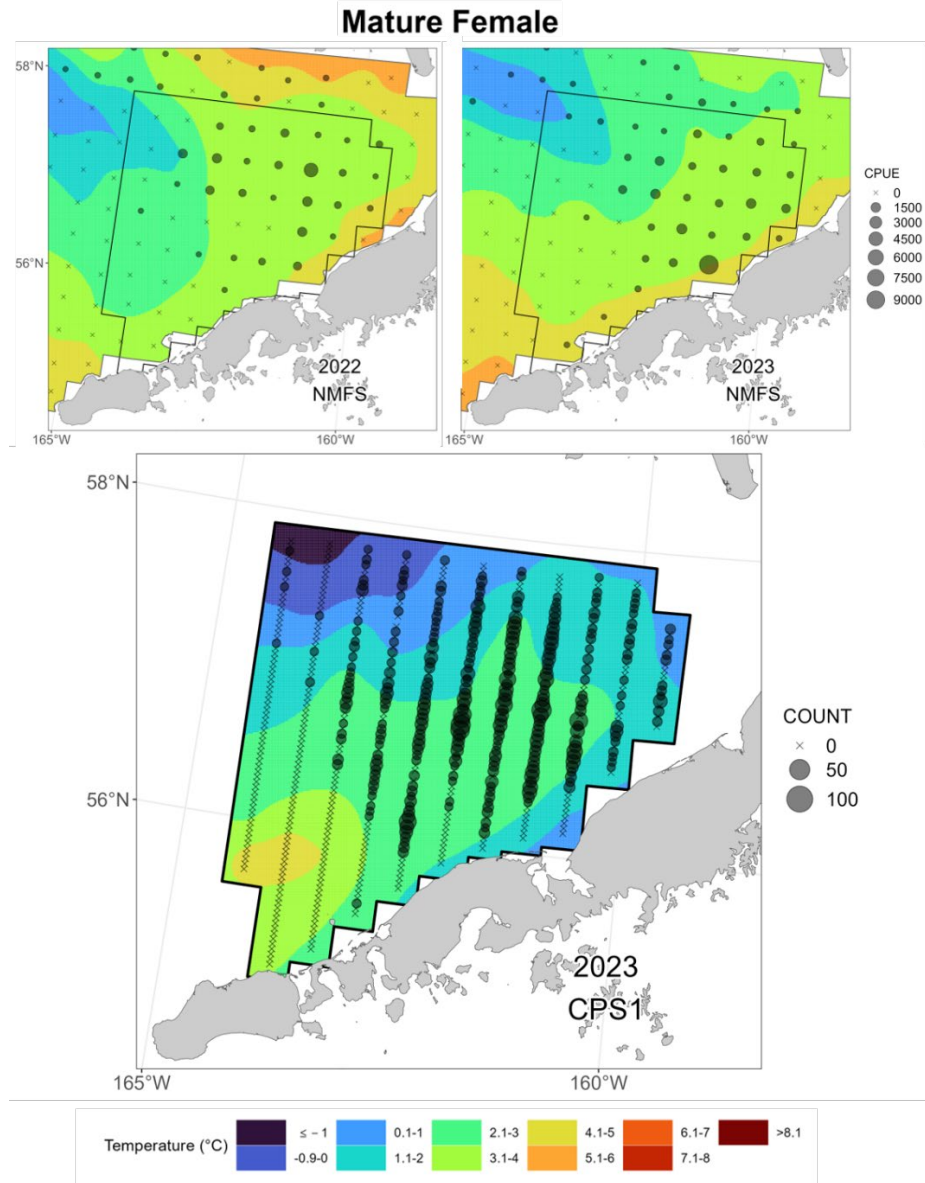 Mature Female
58°N
56°N
165°W
160°W
2022
NMFS
165°W
160°W
2023
NMFS
CPUE
× 0
1500
3000
4500
6000
7500
9000
58°N
56°N
165°W
160°W
2023
CPS1
COUNT
× 0
50
100
Temperature (°C)
≤ − 1
0.1-1
2.1-3
4.1-5
6.1-7
>8.1
-0.9-0
1.1-2
3.1-4
5.1-6
7.1-8